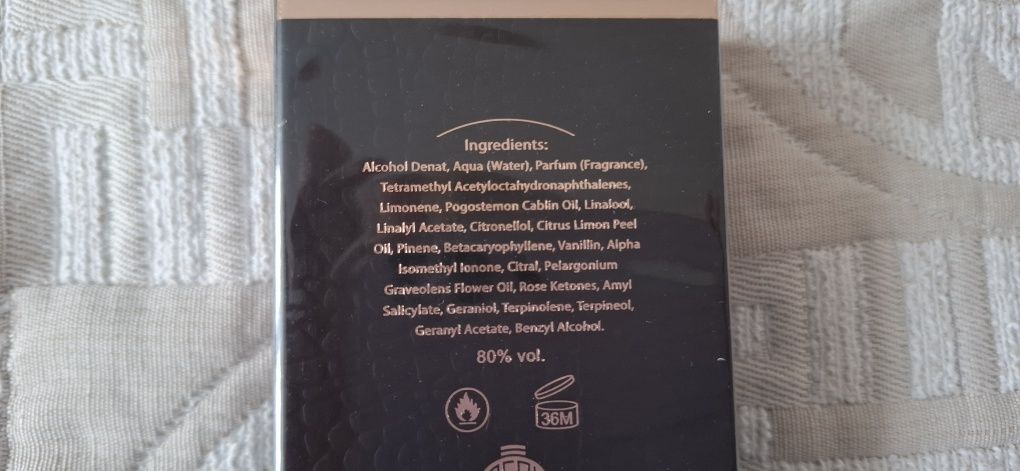 Ingredients:
Alcohol Denat, Aqua (Water), Parfum (Fragrance),
Tetramethyl Acetyloctahydronaphthalenes,
Limonene, Pogostemon Cablin Oil, Linalool,
Linalyl Acetate, Citronellol, Citrus Limon Peel
Oil, Pinene, Betacaryophyllene, Vanillin, Alpha
Isomethyl Ionone, Citral, Pelargonium
Graveolens Flower Oil, Rose Ketones, Amyl
Salicylate, Geraniol, Terpinolene, Terpineol,
Geranyl Acetate, Benzyl Alcohol.
80% vol.
36M